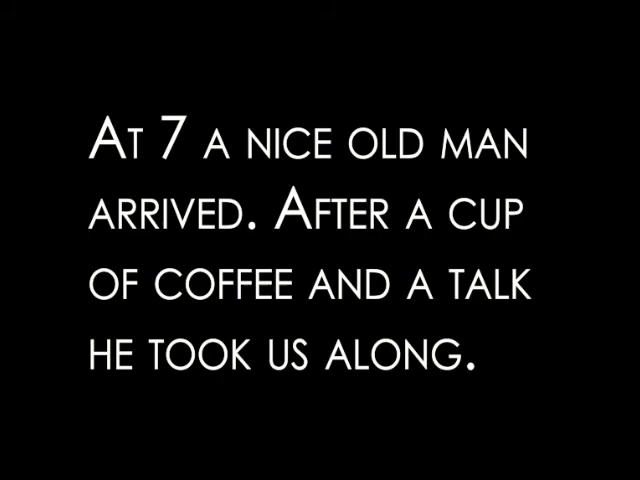 At 7 a nice old man
arrived. After a cup
of coffee and a talk
he took us along.